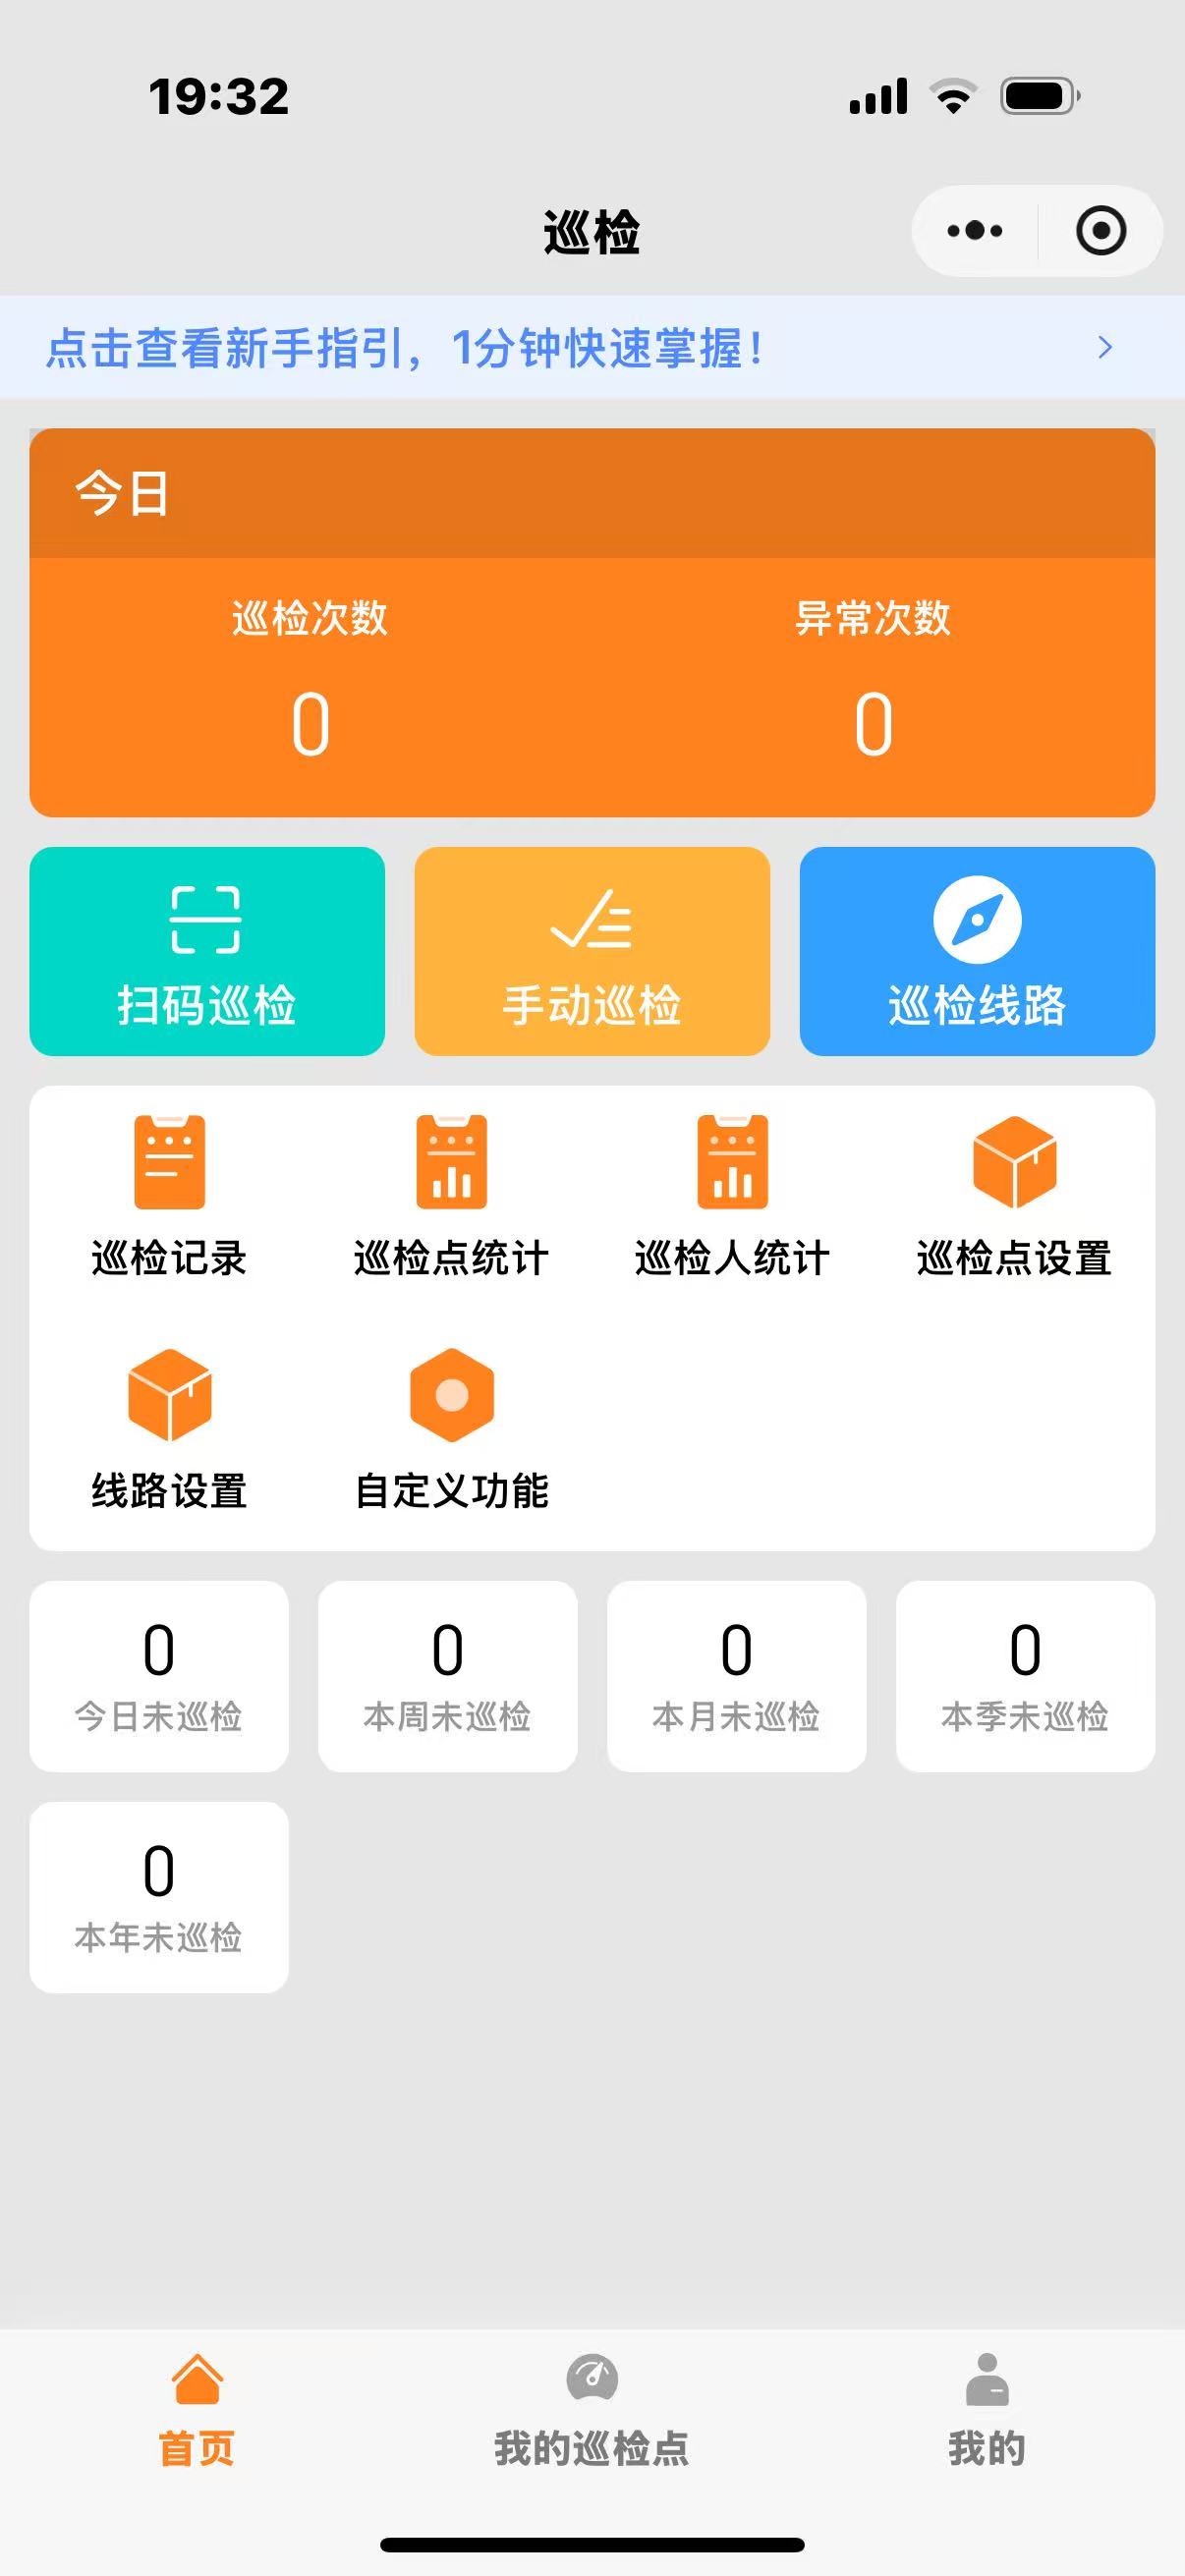 19:32
巡检
点击查看新手指引，1分钟快速掌握！
今日
巡检次数 异常次数
0 0
扫码巡检 手动巡检 巡检线路
巡检记录 巡检点统计 巡检人统计 巡检点设置
线路设置 自定义功能
0 0 0 0
今日未巡检 本周未巡检 本月未巡检 本季未巡检
0
本年未巡检
首页 我的巡检点 我的